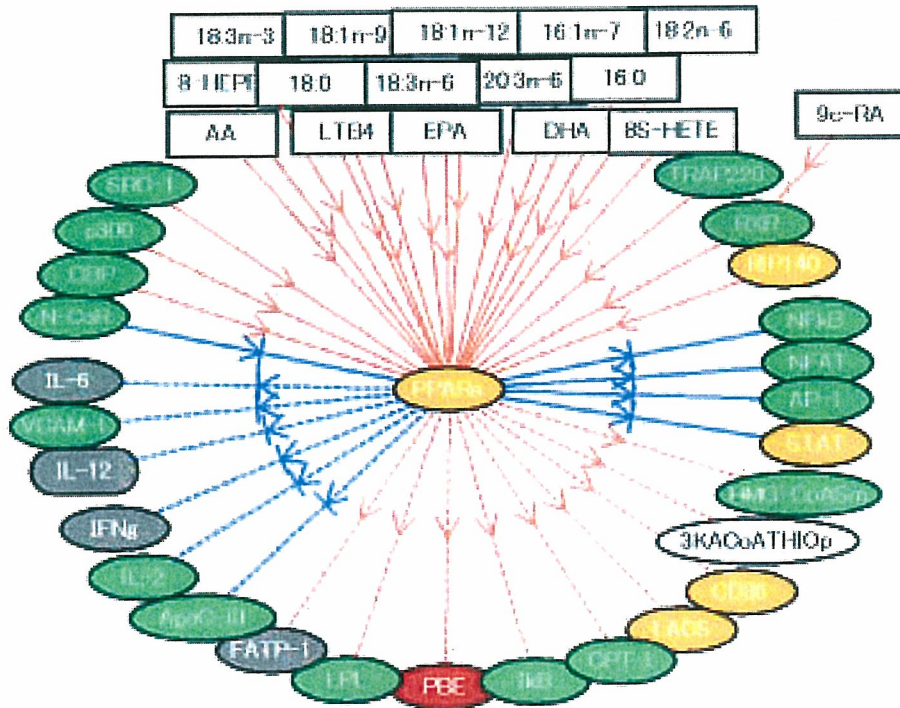 18:3n-3 18:1n-9 18:1n-12 16:1n-7 18:2n-6
8-HEPE 18:0 18:3n-6 20:3n-6 16:0
AA LTB4 EPA DHA 8S-HETE 9c-RA
SRC-1 TRAP220
p300 RXR
CBP RIP140
N-CoR NFkB
IL-6 PPARa NFAT
VCAM-1 AP-1
IL-12 STAT
IFNg HMG-CoASm
IL-2 3KACoATHIOp
ApoC-III CD36
FATP-1 FACS
LPL PBE IkB CPT-1